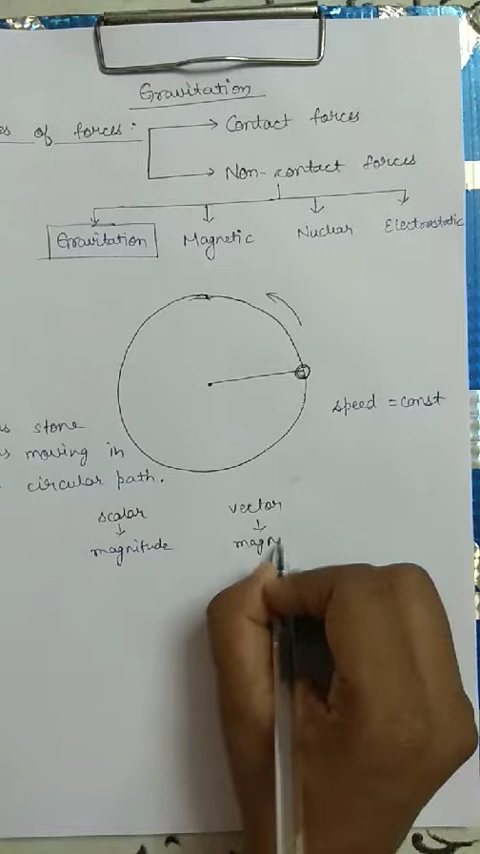 Gravitation
of forces:
Contact forces
Non-contact forces
Gravitation Magnetic Nuclear Electrostatic
speed = const
stone
moving in
circular path.
scalar vector
magnitude magn